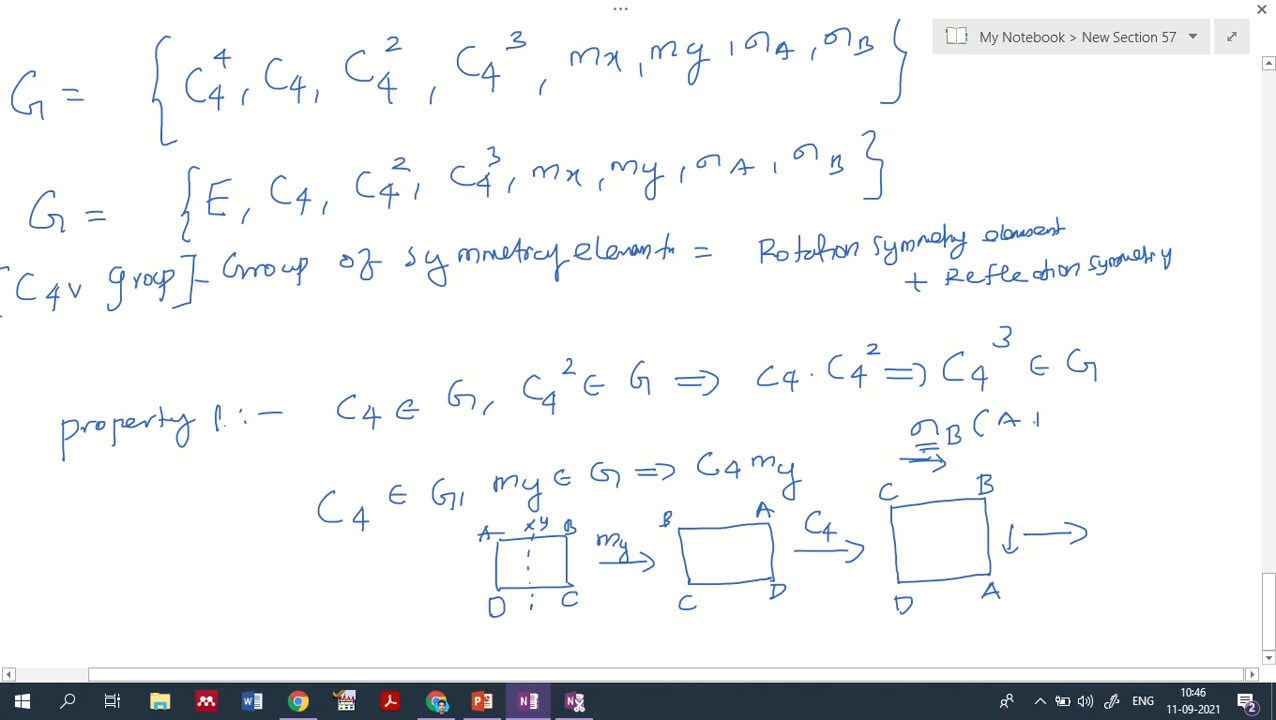 My Notebook > New Section 57
G = { C4^4, C4, C4^2, C4^3, mx, my, σA, σB }
G = { E, C4, C4^2, C4^3, mx, my, σA, σB }
[C4v group] - Group of symmetry element = Rotation symmetry element
+ Reflection symmetry
property 1 :- C4 ∈ G, C4^2 ∈ G ⇒ C4 . C4^2 ⇒ C4^3 ∈ G
σB (A
C4 ∈ G, my ∈ G ⇒ C4 my
A xy B
D C
my →
B A
C D
C4 →
C B
D A
ENG
10:46
11-09-2021
2